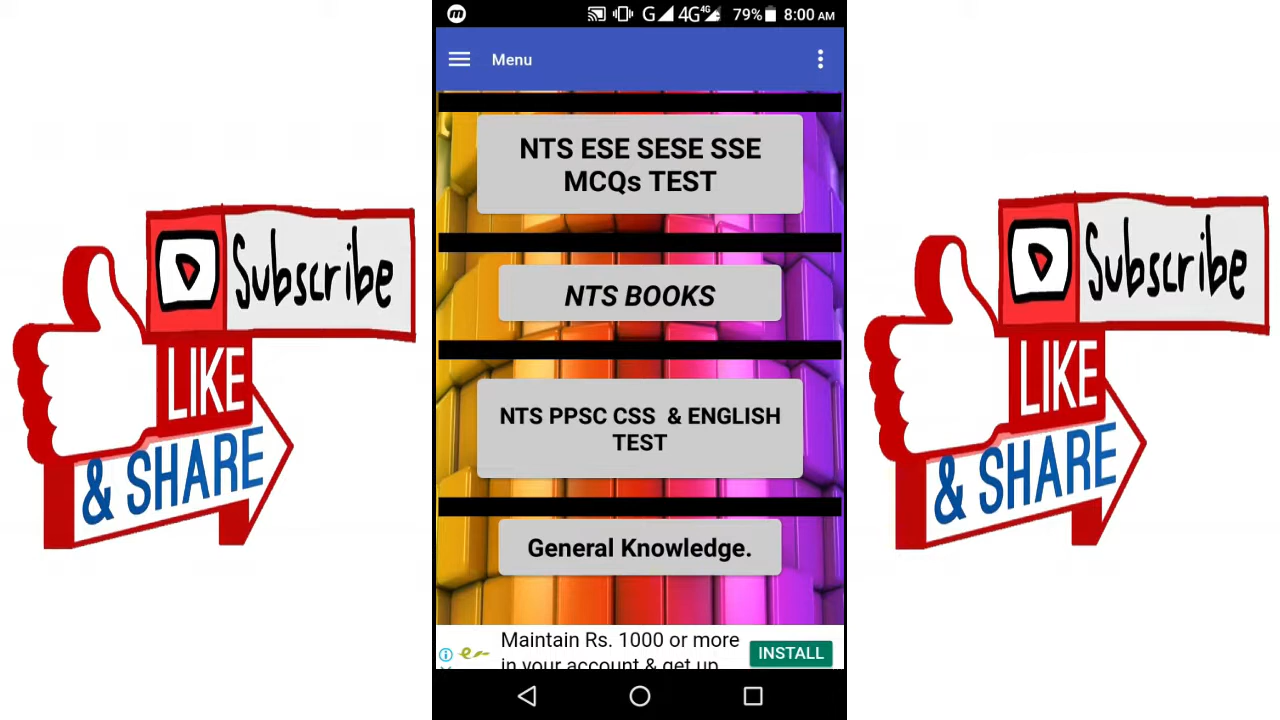 G 4G 4G 79% 8:00 AM
Menu
NTS ESE SESE SSE
MCQs TEST
NTS BOOKS
NTS PPSC CSS & ENGLISH
TEST
General Knowledge.
Maintain Rs. 1000 or more
in your account & get up
INSTALL
Subscribe
LIKE
& SHARE
Subscribe
LIKE
& SHARE